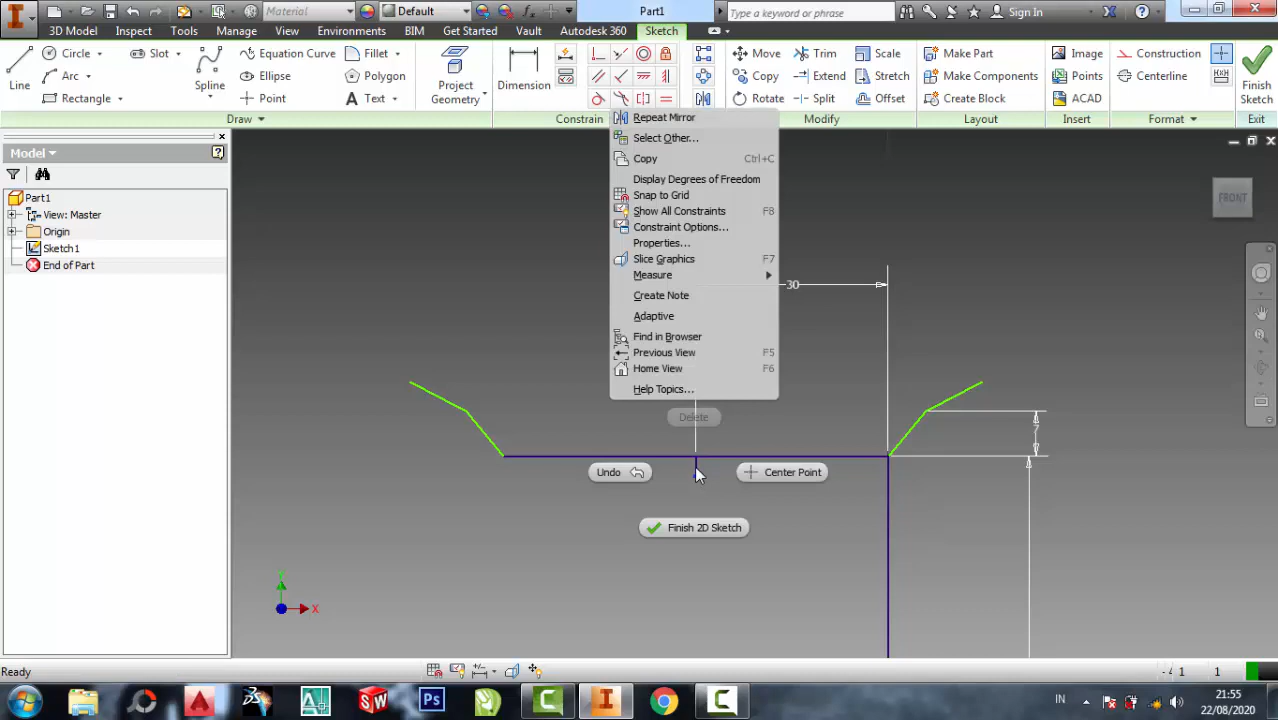 Material
Default
Part1
Type a keyword or phrase
Sign In
3D Model
Inspect
Tools
Manage
View
Environments
BIM
Get Started
Vault
Autodesk 360
Sketch
Line
Circle
Arc
Rectangle
Slot
Spline
Equation Curve
Ellipse
Point
Fillet
Polygon
Text
Dimension
Project
Geometry
Move
Copy
Rotate
Trim
Extend
Split
Scale
Stretch
Offset
Make Part
Make Components
Create Block
Image
Points
ACAD
Construction
Centerline
Finish
Sketch
Draw
Constrain
Modify
Layout
Insert
Format
Exit
Model
Part1
View: Master
Origin
Sketch1
End of Part
Repeat Mirror
Select Other...
Copy Ctrl+C
Display Degrees of Freedom
Snap to Grid
Show All Constraints F8
Constraint Options...
Properties...
Slice Graphics F7
Measure
Create Note
Adaptive
Find in Browser
Previous View F5
Home View F6
Help Topics...
Delete
Undo
Center Point
Finish 2D Sketch
FRONT
30
7
X
Ready
1
1
Ps
SW
IN
21:55
22/08/2020